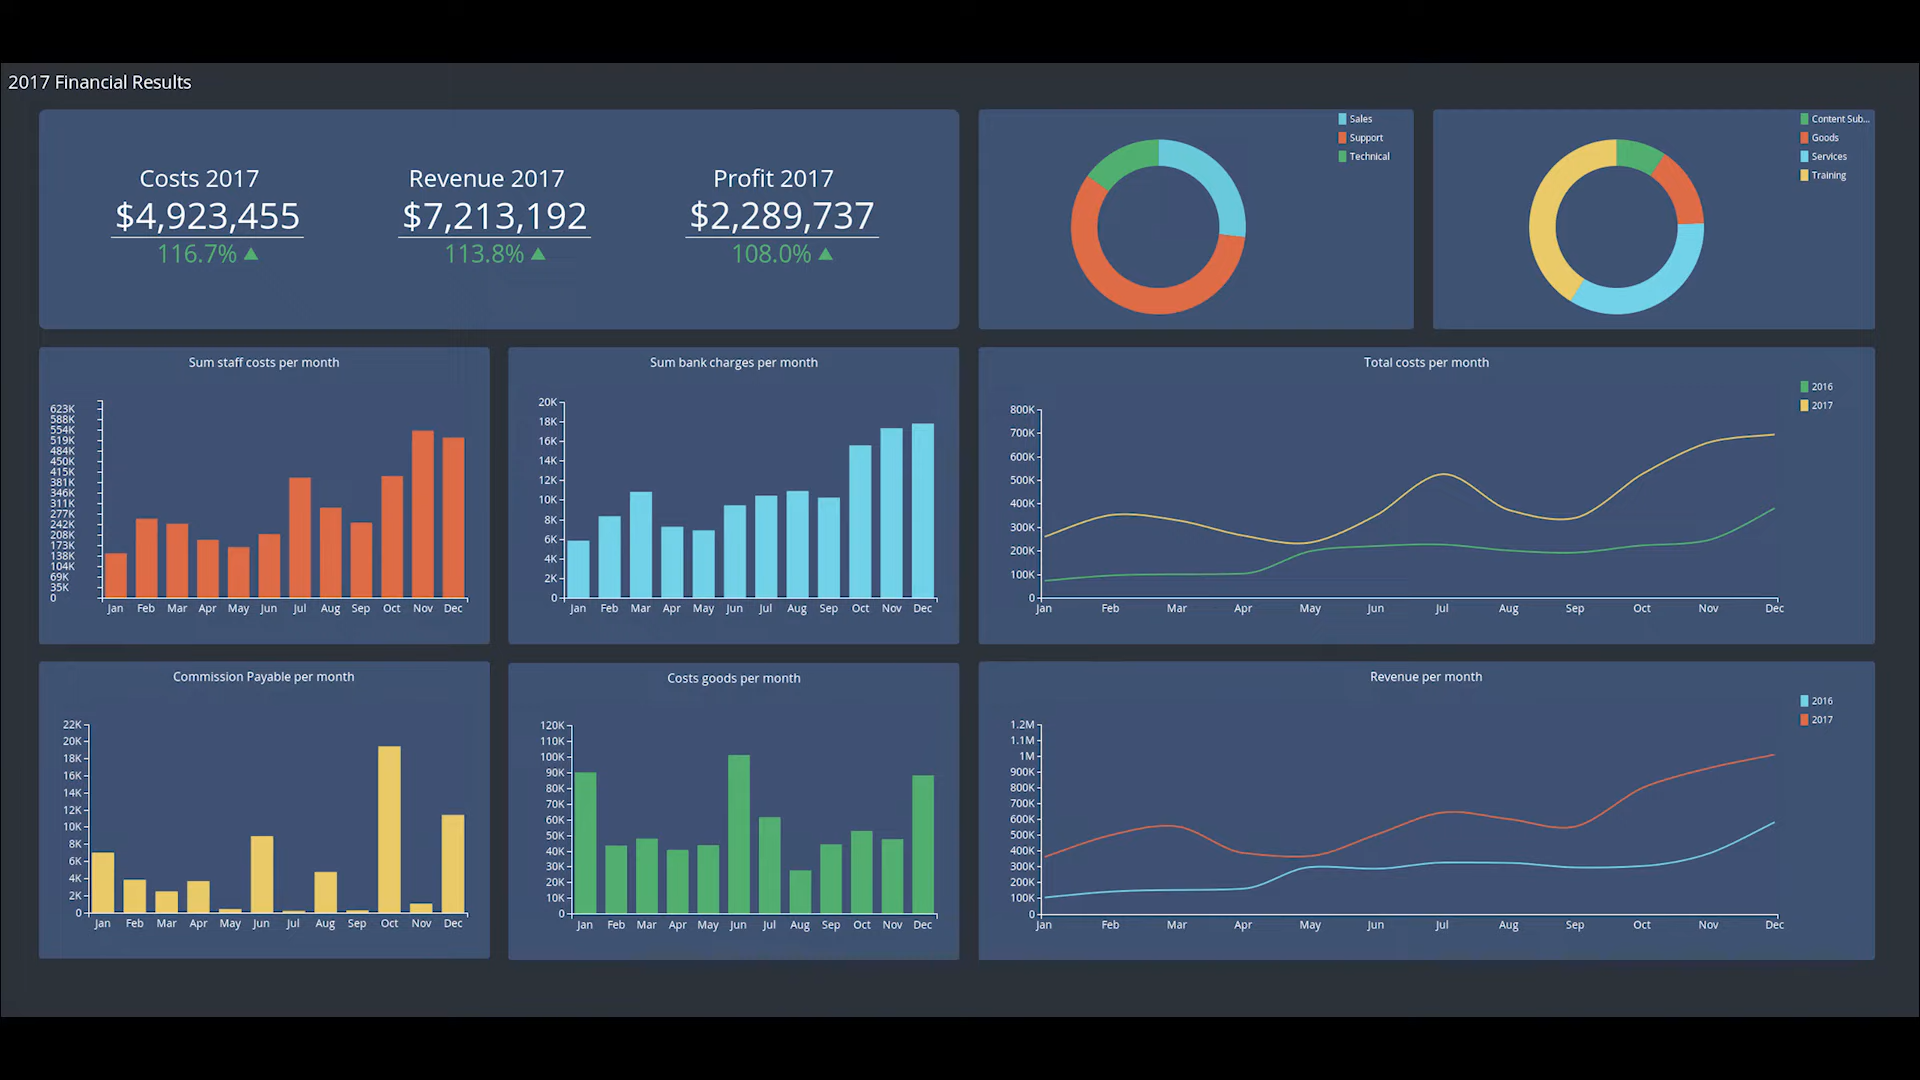 2017 Financial Results
Costs 2017
$4,923,455
116.7%
Revenue 2017
$7,213,192
113.8%
Profit 2017
$2,289,737
108.0%
Sales
Support
Technical
Content Sub...
Goods
Services
Training
Sum staff costs per month
623K
588K
554K
519K
484K
450K
415K
381K
346K
311K
277K
242K
208K
173K
138K
104K
69K
35K
0
Jan Feb Mar Apr May Jun Jul Aug Sep Oct Nov Dec
Sum bank charges per month
20K
18K
16K
14K
12K
10K
8K
6K
4K
2K
0
Jan Feb Mar Apr May Jun Jul Aug Sep Oct Nov Dec
Total costs per month
2016
2017
800K
700K
600K
500K
400K
300K
200K
100K
0
Jan Feb Mar Apr May Jun Jul Aug Sep Oct Nov Dec
Commission Payable per month
22K
20K
18K
16K
14K
12K
10K
8K
6K
4K
2K
0
Jan Feb Mar Apr May Jun Jul Aug Sep Oct Nov Dec
Costs goods per month
120K
110K
100K
90K
80K
70K
60K
50K
40K
30K
20K
10K
0
Jan Feb Mar Apr May Jun Jul Aug Sep Oct Nov Dec
Revenue per month
2016
2017
1.2M
1.1M
1M
900K
800K
700K
600K
500K
400K
300K
200K
100K
0
Jan Feb Mar Apr May Jun Jul Aug Sep Oct Nov Dec